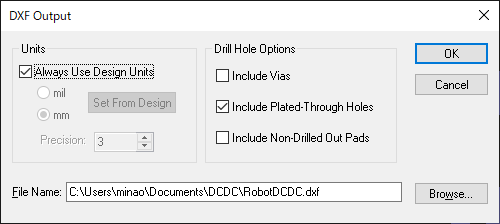 DXF Output
Units
Always Use Design Units
mil
mm
Set From Design
Precision: 3
Drill Hole Options
Include Vias
Include Plated-Through Holes
Include Non-Drilled Out Pads
OK
Cancel
File Name: C:\Users\minao\Documents\DCDC\RobotDCDC.dxf
Browse...